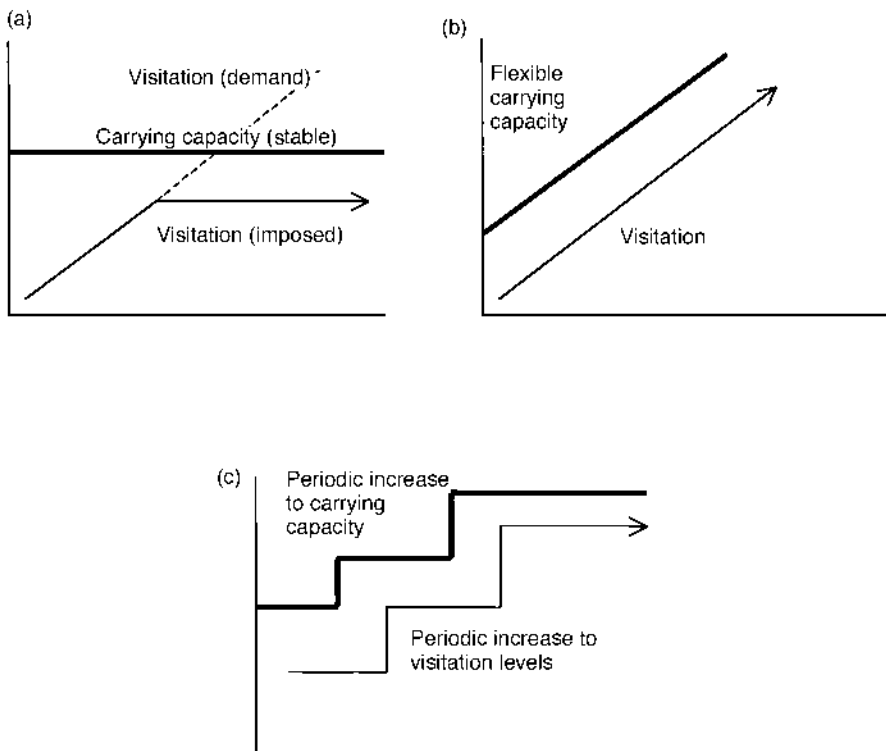 (a)
Visitation (demand)
Carrying capacity (stable)
Visitation (imposed)
(b)
Flexible
carrying
capacity
Visitation
(c)
Periodic increase
to carrying
capacity
Periodic increase to
visitation levels